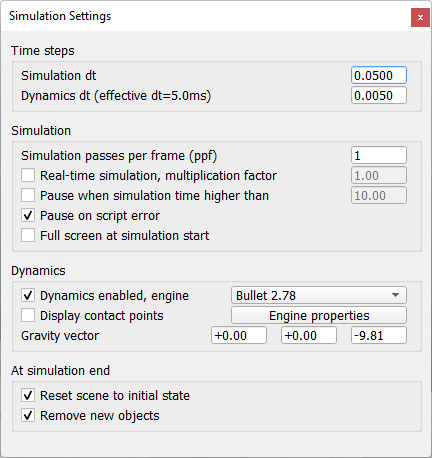 Simulation Settings
x
Time steps
Simulation dt 0.0500
Dynamics dt (effective dt=5.0ms) 0.0050
Simulation
Simulation passes per frame (ppf) 1
Real-time simulation, multiplication factor 1.00
Pause when simulation time higher than 10.00
Pause on script error
Full screen at simulation start
Dynamics
Dynamics enabled, engine Bullet 2.78
Display contact points Engine properties
Gravity vector +0.00 +0.00 -9.81
At simulation end
Reset scene to initial state
Remove new objects